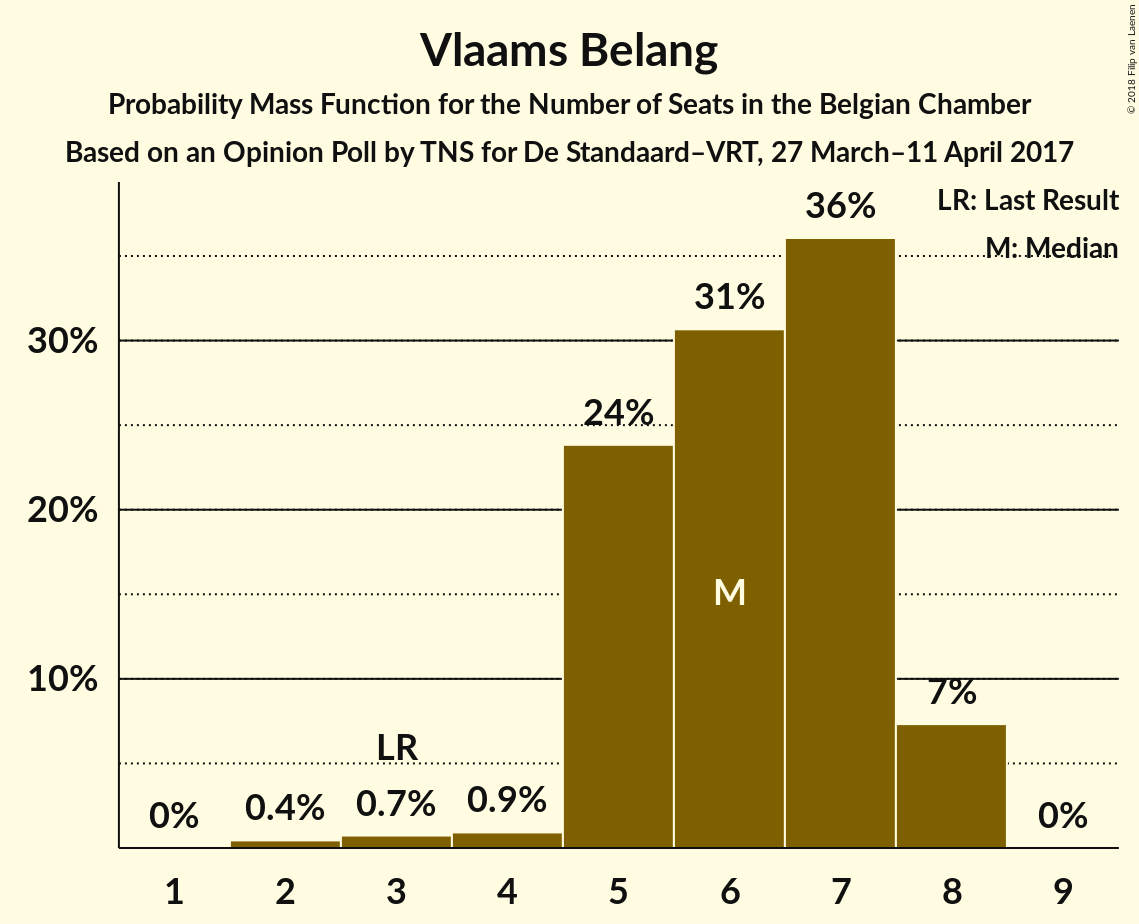 Vlaams Belang
Probability Mass Function for the Number of Seats in the Belgian Chamber
Based on an Opinion Poll by TNS for De Standaard–VRT, 27 March–11 April 2017
© 2018 Filip van Laenen
LR: Last Result
M: Median
30%
20%
10%
0%
0.4%
LR
0.7%
0.9%
24%
31%
M
36%
7%
0%
1 2 3 4 5 6 7 8 9